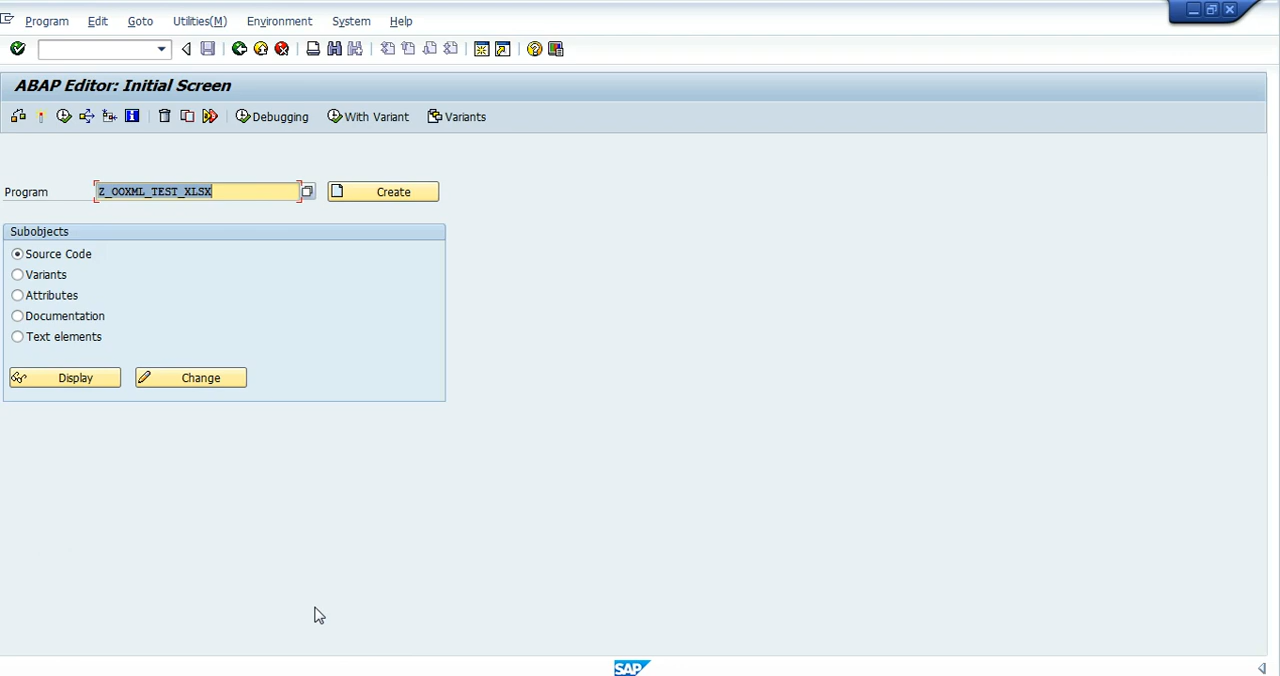 Program Edit Goto Utilities(M) Environment System Help
ABAP Editor: Initial Screen
Debugging With Variant Variants
Program Z_OOXML_TEST_XLSX Create
Subobjects
Source Code
Variants
Attributes
Documentation
Text elements
Display Change
SAP